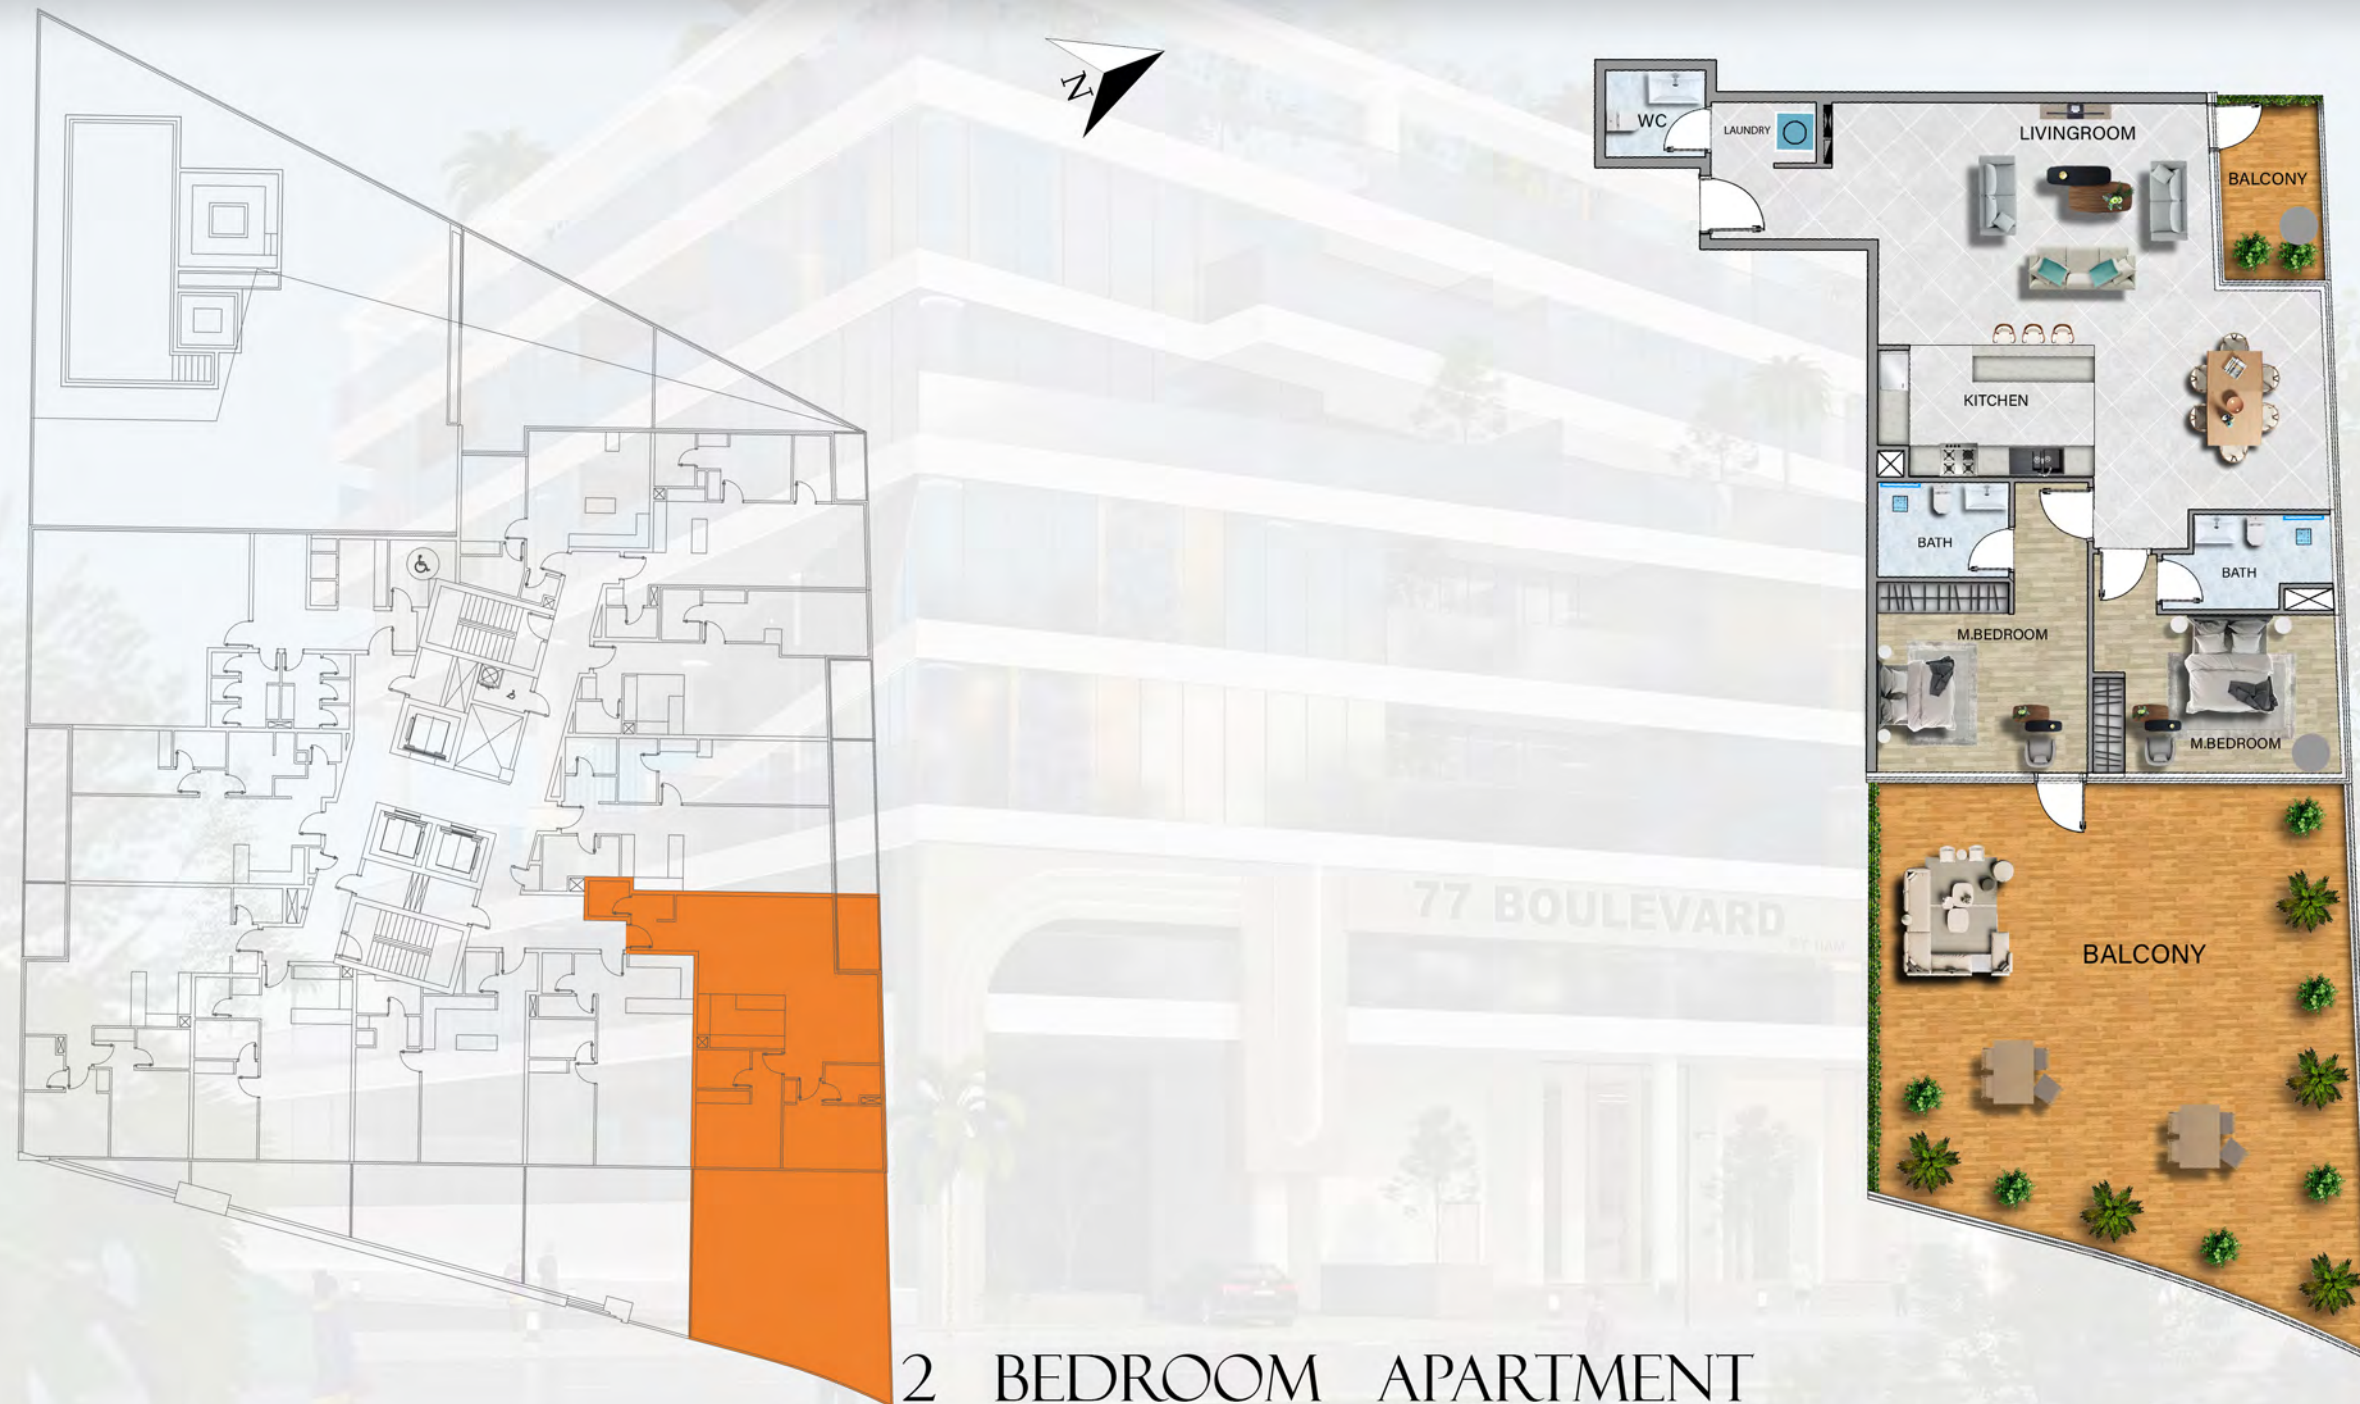 N
WC
LAUNDRY
LIVINGROOM
BALCONY
KITCHEN
BATH
BATH
M.BEDROOM
M.BEDROOM
BALCONY
77 BOULEVARD
2 BEDROOM APARTMENT